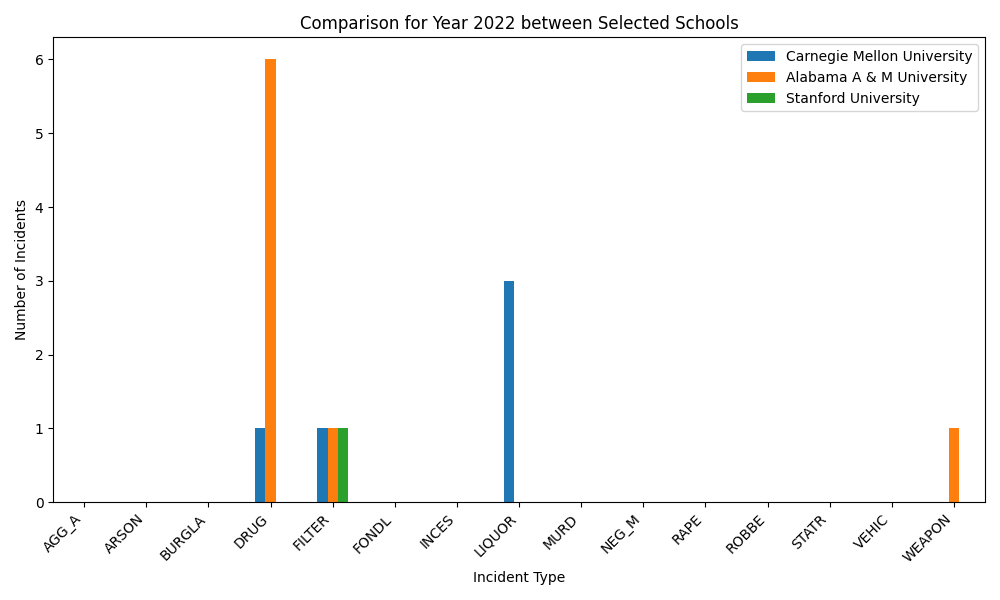 Comparison for Year 2022 between Selected Schools
Carnegie Mellon University
Alabama A & M University
Stanford University
Number of Incidents
6
5
4
3
2
1
0
AGG_A
ARSON
BURGLA
DRUG
FILTER
FONDL
INCES
LIQUOR
MURD
NEG_M
RAPE
ROBBE
STATR
VEHIC
WEAPON
Incident Type